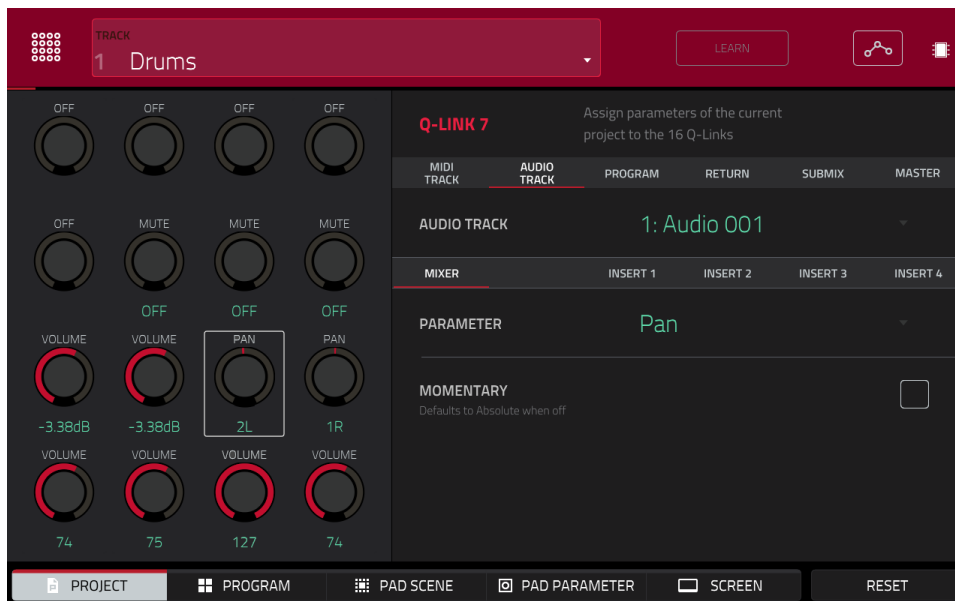 TRACK
1 Drums
LEARN
OFF OFF OFF OFF
Q-LINK 7
Assign parameters of the current
project to the 16 Q-Links
MIDI TRACK AUDIO TRACK PROGRAM RETURN SUBMIX MASTER
OFF MUTE MUTE MUTE
OFF OFF OFF
AUDIO TRACK 1: Audio 001
MIXER INSERT 1 INSERT 2 INSERT 3 INSERT 4
VOLUME VOLUME PAN PAN
-3.38dB -3.38dB 2L 1R
PARAMETER Pan
MOMENTARY
Defaults to Absolute when off
VOLUME VOLUME VOLUME VOLUME
74 75 127 74
PROJECT PROGRAM PAD SCENE PAD PARAMETER SCREEN RESET